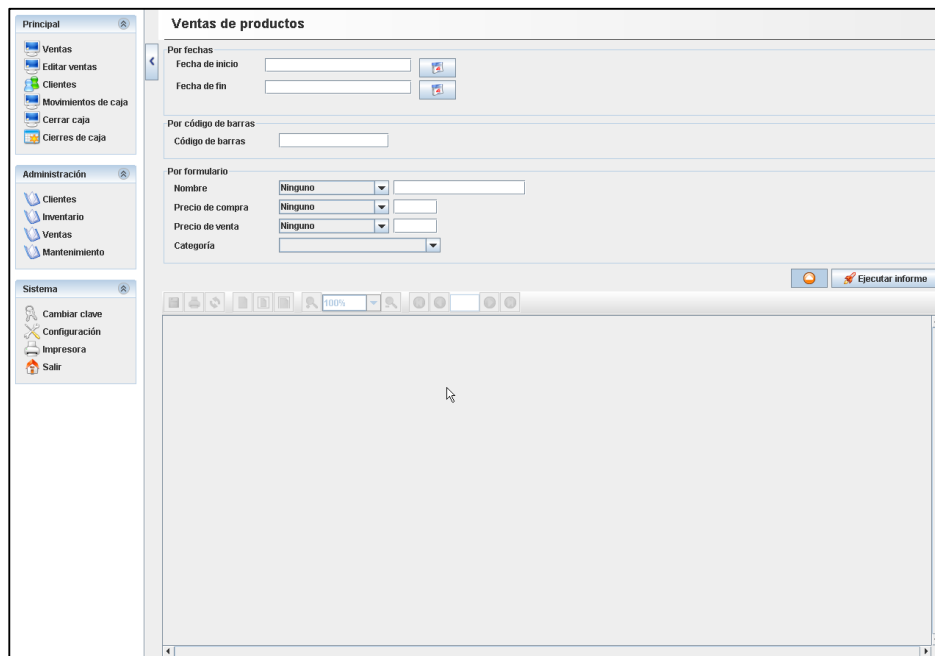 Principal
Ventas
Editar ventas
Clientes
Movimientos de caja
Cerrar caja
Cierres de caja
Administración
Clientes
Inventario
Ventas
Mantenimiento
Sistema
Cambiar clave
Configuración
Impresora
Salir
Ventas de productos
Por fechas
Fecha de inicio
Fecha de fin
Por código de barras
Código de barras
Por formulario
Nombre Ninguno
Precio de compra Ninguno
Precio de venta Ninguno
Categoría
Ejecutar informe
100%